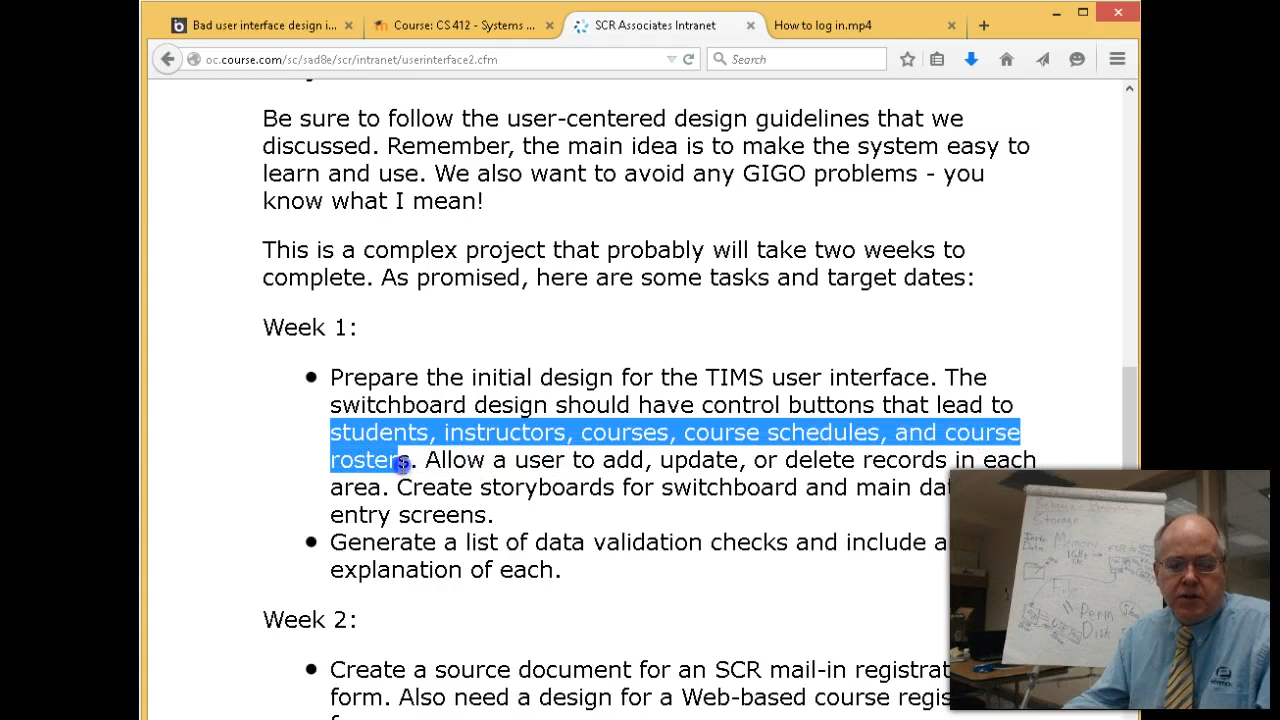 Bad user interface design i...
Course: CS 412 - Systems ...
SCR Associates Intranet
How to log in.mp4
oc.course.com/sc/sad8e/scr/intranet/userinterface2.cfm
Search
Be sure to follow the user-centered design guidelines that we
discussed. Remember, the main idea is to make the system easy to
learn and use. We also want to avoid any GIGO problems - you
know what I mean!
This is a complex project that probably will take two weeks to
complete. As promised, here are some tasks and target dates:
Week 1:
• Prepare the initial design for the TIMS user interface. The
switchboard design should have control buttons that lead to
students, instructors, courses, course schedules, and course
rosters. Allow a user to add, update, or delete records in each
area. Create storyboards for switchboard and main da
entry screens.
• Generate a list of data validation checks and include a
explanation of each.
Week 2:
• Create a source document for an SCR mail-in registrat
form. Also need a design for a Web-based course regis
Storage
Memory
Perm
Disk